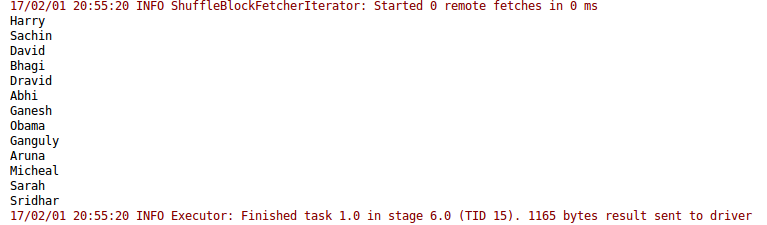 17/02/01 20:55:20 INFO ShuffleBlockFetcherIterator: Started 0 remote fetches in 0 ms
Harry
Sachin
David
Bhagi
Dravid
Abhi
Ganesh
Obama
Ganguly
Aruna
Micheal
Sarah
Sridhar
17/02/01 20:55:20 INFO Executor: Finished task 1.0 in stage 6.0 (TID 15). 1165 bytes result sent to driver